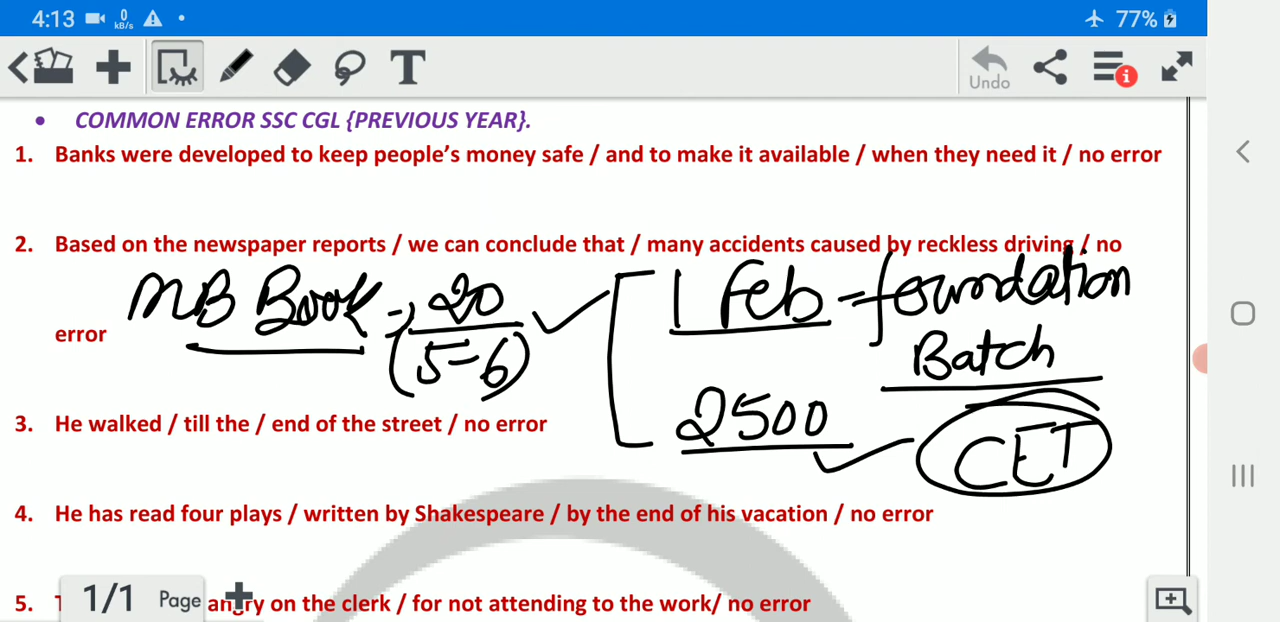 4:13 0 kB/s 77%
Undo
COMMON ERROR SSC CGL {PREVIOUS YEAR}.
1. Banks were developed to keep people's money safe / and to make it available / when they need it / no error
2. Based on the newspaper reports / we can conclude that / many accidents caused by reckless driving / no
error
MB Book → 20
(5-6)
1 Feb - foundation
Batch
2500
CET
3. He walked / till the / end of the street / no error
4. He has read four plays / written by Shakespeare / by the end of his vacation / no error
5. angry on the clerk / for not attending to the work/ no error
1/1 Page